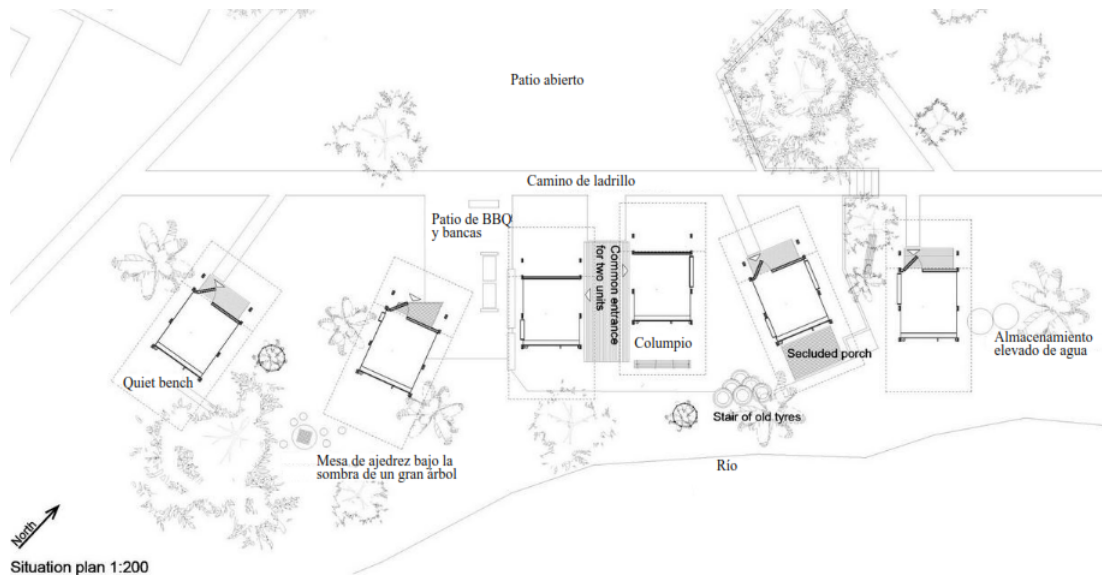 Patio abierto
Camino de ladrillo
Patio de BBQ
y bancas
Common entrance
for two units
Columpio
Secluded porch
Almacenamiento
elevado de agua
Quiet bench
Stair of old tyres
Mesa de ajedrez bajo la
sombra de un gran árbol
Río
North
Situation plan 1:200